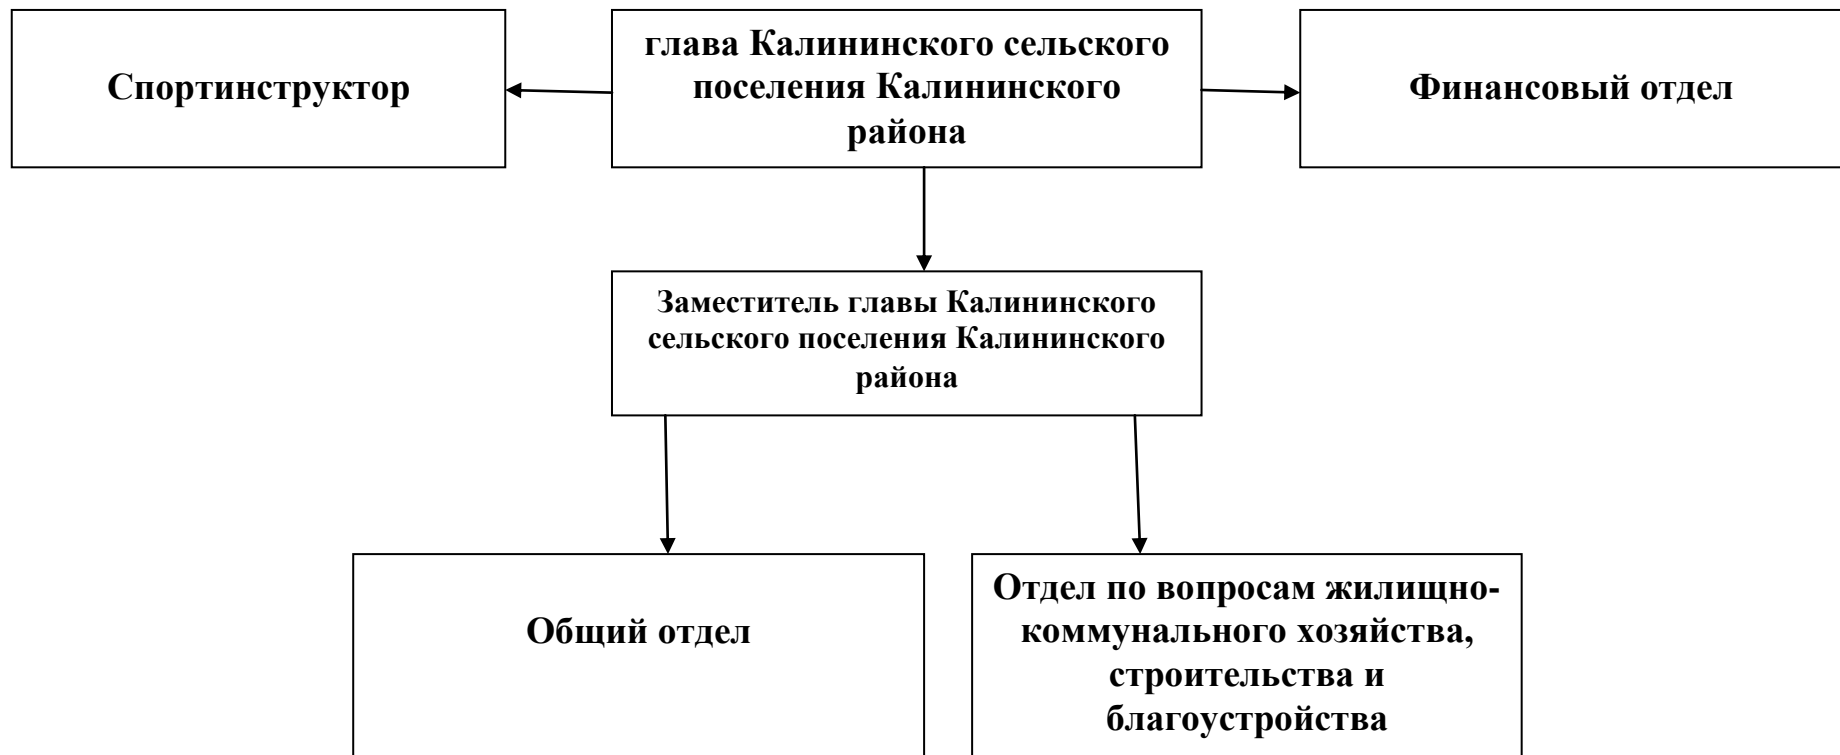 Спортинструктор
глава Калининского сельского
поселения Калининского
района
Финансовый отдел
Заместитель главы Калининского
сельского поселения Калининского
района
Общий отдел
Отдел по вопросам жилищно-
коммунального хозяйства,
строительства и
благоустройства